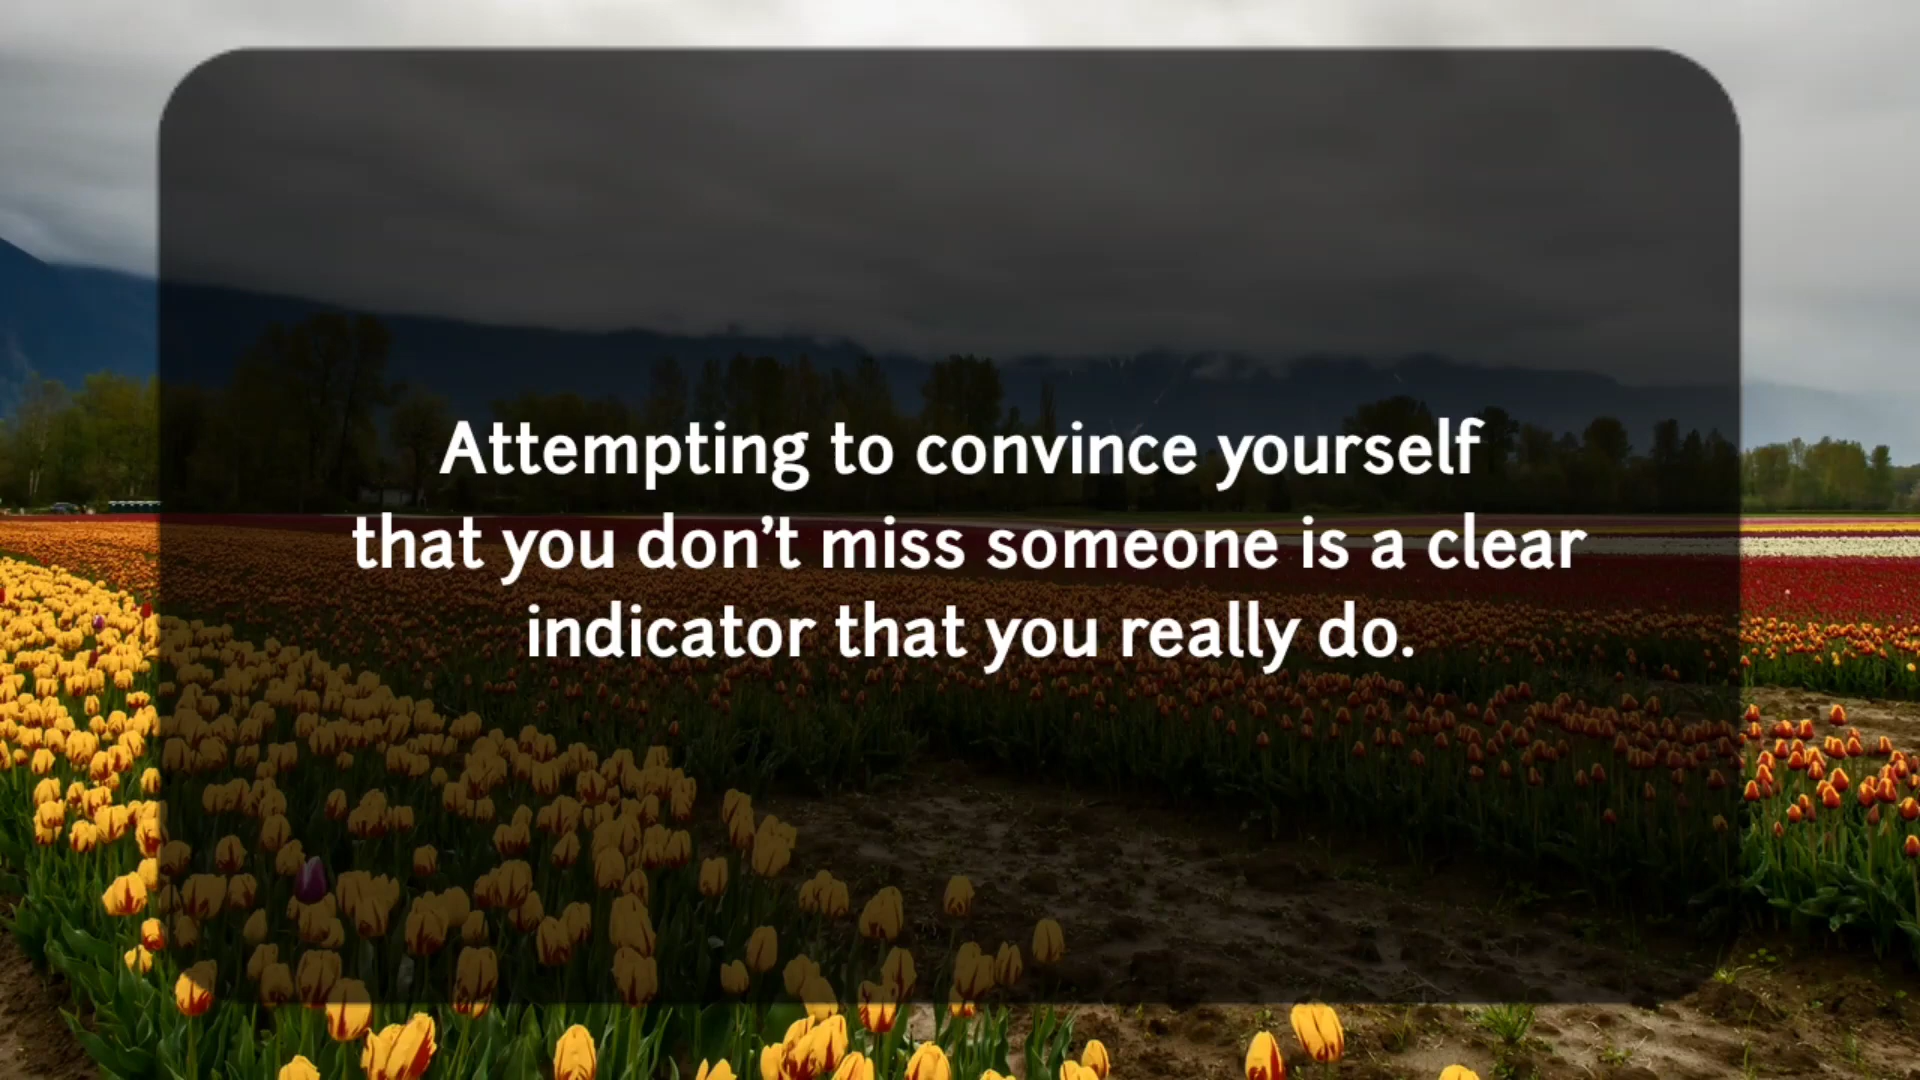 Attempting to convince yourself
that you don’t miss someone is a clear
indicator that you really do.